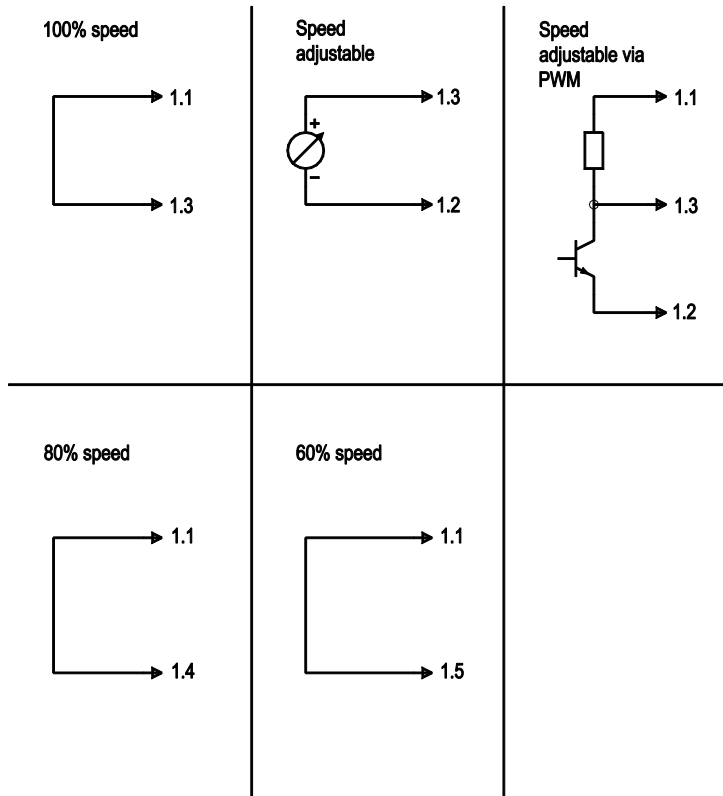 100% speed
1.1
1.3
Speed
adjustable
+
1.3
–
1.2
Speed
adjustable via
PWM
1.1
1.3
1.2
80% speed
1.1
1.4
60% speed
1.1
1.5